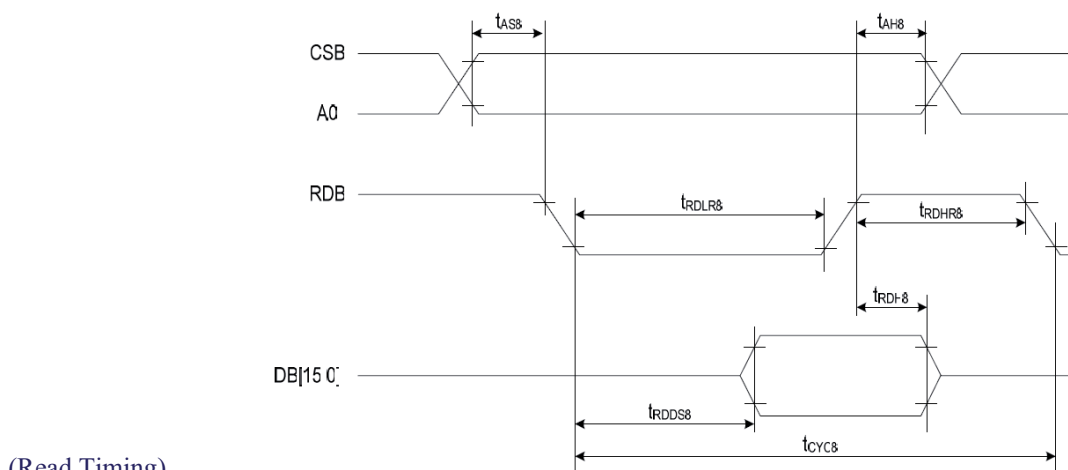 tAS8 tAH8
CSB
A0
RDB
tRDLR8 tRDHR8
tRDH8
DB[15 0]
tRDDS8
tCYC8
(Read Timing)